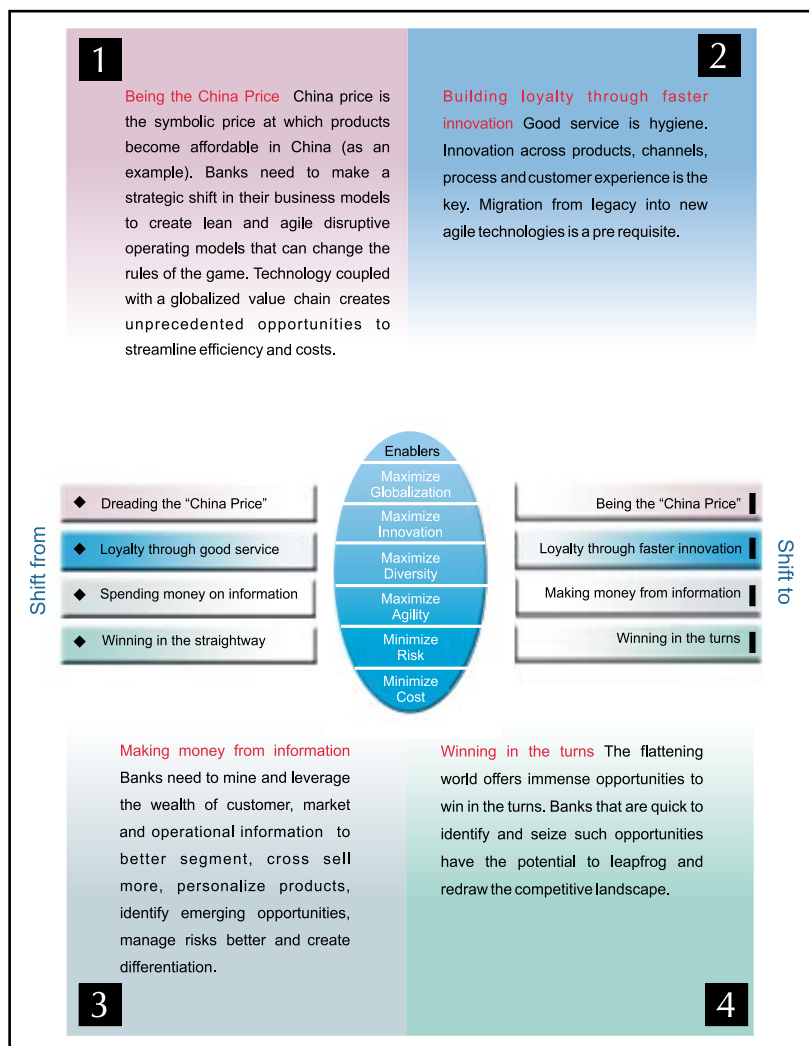 1
Being the China Price China price is
the symbolic price at which products
become affordable in China (as an
example). Banks need to make a
strategic shift in their business models
to create lean and agile disruptive
operating models that can change the
rules of the game. Technology coupled
with a globalized value chain creates
unprecedented opportunities to
streamline efficiency and costs.
2
Building loyalty through faster
innovation Good service is hygiene.
Innovation across products, channels,
process and customer experience is the
key. Migration from legacy into new
agile technologies is a pre requisite.
Shift from
◆ Dreading the “China Price”
◆ Loyalty through good service
◆ Spending money on information
◆ Winning in the straightway
Enablers
Maximize
Globalization
Maximize
Innovation
Maximize
Diversity
Maximize
Agility
Minimize
Risk
Minimize
Cost
Being the “China Price”
Loyalty through faster innovation
Making money from information
Winning in the turns
Shift to
Making money from information
Banks need to mine and leverage
the wealth of customer, market
and operational information to
better segment, cross sell
more, personalize products,
identify emerging opportunities,
manage risks better and create
differentiation.
3
Winning in the turns The flattening
world offers immense opportunities to
win in the turns. Banks that are quick to
identify and seize such opportunities
have the potential to leapfrog and
redraw the competitive landscape.
4